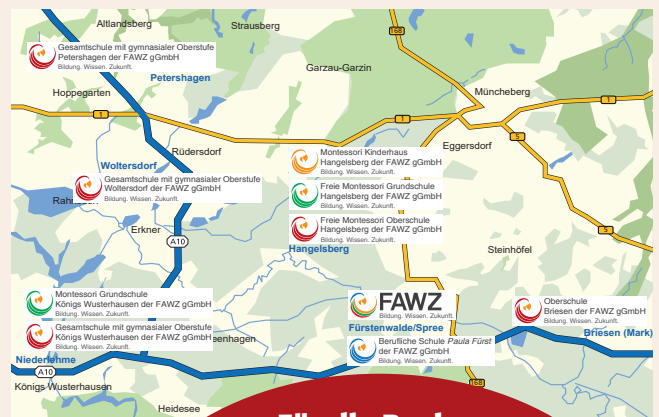 Altlandsberg
Strausberg
168
Gesamtschule mit gymnasialer Oberstufe
Petershagen der FAWZ gGmbH
Bildung. Wissen. Zukunft.
Petershagen
Garzau-Garzin
Hoppegarten
Müncheberg
1
1
1
5
Rüdersdorf
Eggersdorf
Montessori Kinderhaus
Hangelsberg der FAWZ gGmbH
Bildung. Wissen. Zukunft.
Woltersdorf
Gesamtschule mit gymnasialer Oberstufe
Woltersdorf der FAWZ gGmbH
Bildung. Wissen. Zukunft.
Freie Montessori Grundschule
Hangelsberg der FAWZ gGmbH
Bildung. Wissen. Zukunft.
Freie Montessori Oberschule
Hangelsberg der FAWZ gGmbH
Bildung. Wissen. Zukunft.
Erkner
5
A10
Hangelsberg
Steinhöfel
Montessori Grundschule
Königs Wusterhausen der FAWZ gGmbH
Bildung. Wissen. Zukunft.
FAWZ
Bildung. Wissen. Zukunft.
Oberschule
Briesen der FAWZ gGmbH
Bildung. Wissen. Zukunft.
Gesamtschule mit gymnasialer Oberstufe
Königs Wusterhausen der FAWZ gGmbH
Bildung. Wissen. Zukunft.
Fürstenwalde/Spree
Briesen (Mark)
Berufliche Schule Paula Fürst
der FAWZ gGmbH
Bildung. Wissen. Zukunft.
Niederlehme
A10
Königs-Wusterhausen
168
Heidesee